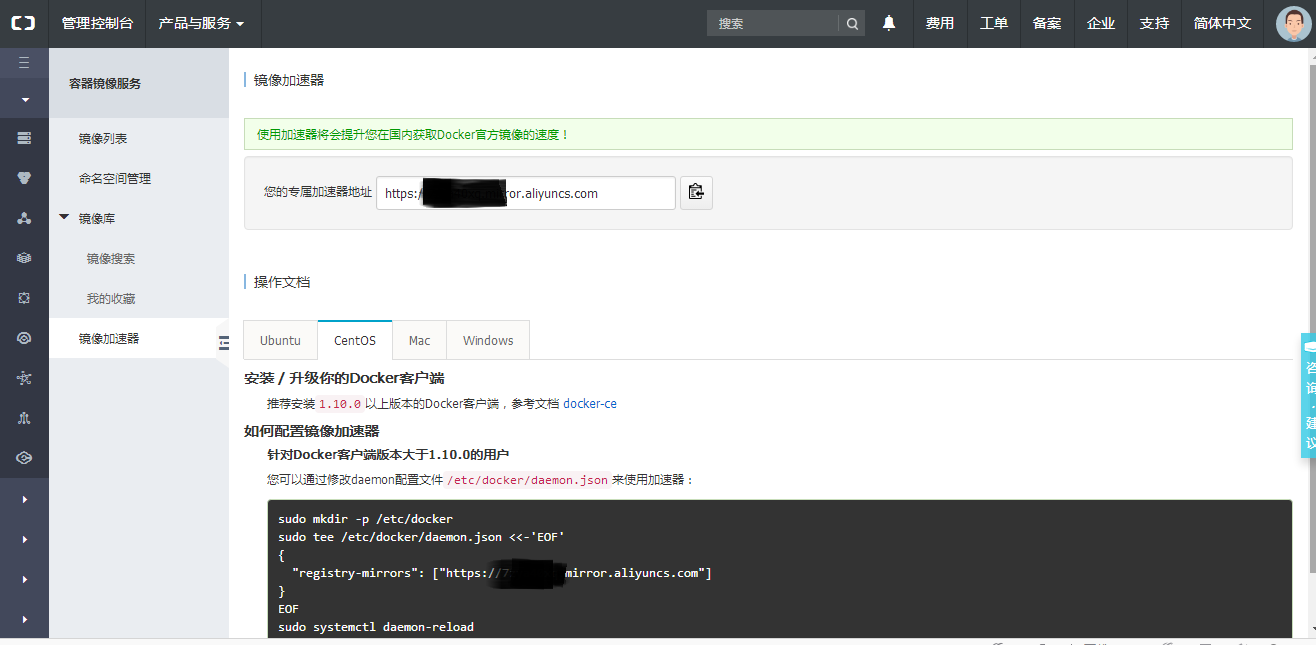 管理控制台 产品与服务 搜索 费用 工单 备案 企业 支持 简体中文
容器镜像服务
镜像列表
命名空间管理
镜像库
镜像搜索
我的收藏
镜像加速器
镜像加速器
使用加速器将会提升您在国内获取Docker官方镜像的速度！
您的专属加速器地址 https:/ ror.aliyuncs.com
操作文档
Ubuntu CentOS Mac Windows
安装 / 升级你的Docker客户端
推荐安装 1.10.0 以上版本的Docker客户端，参考文档 docker-ce
如何配置镜像加速器
针对Docker客户端版本大于1.10.0的用户
您可以通过修改daemon配置文件 /etc/docker/daemon.json 来使用加速器：
sudo mkdir -p /etc/docker
sudo tee /etc/docker/daemon.json <<-'EOF'
{
"registry-mirrors": ["https://7 mirror.aliyuncs.com"]
}
EOF
sudo systemctl daemon-reload
咨询·建议